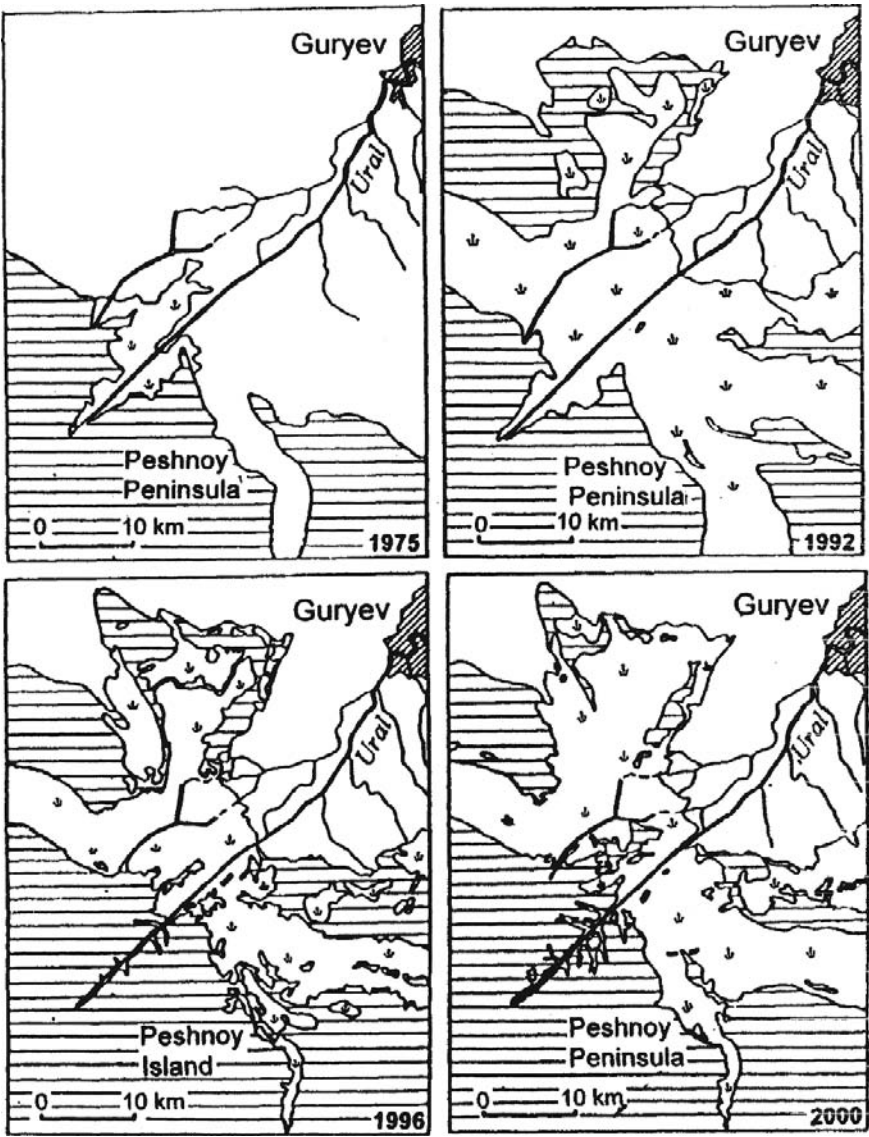 Guryev
Ural
Peshnoy
Peninsula
0 10 km
1975
Guryev
Ural
Peshnoy
Peninsula
0 10 km
1992
Guryev
Ural
Peshnoy
Island
0 10 km
1996
Guryev
Ural
Peshnoy
Peninsula
0 10 km
2000